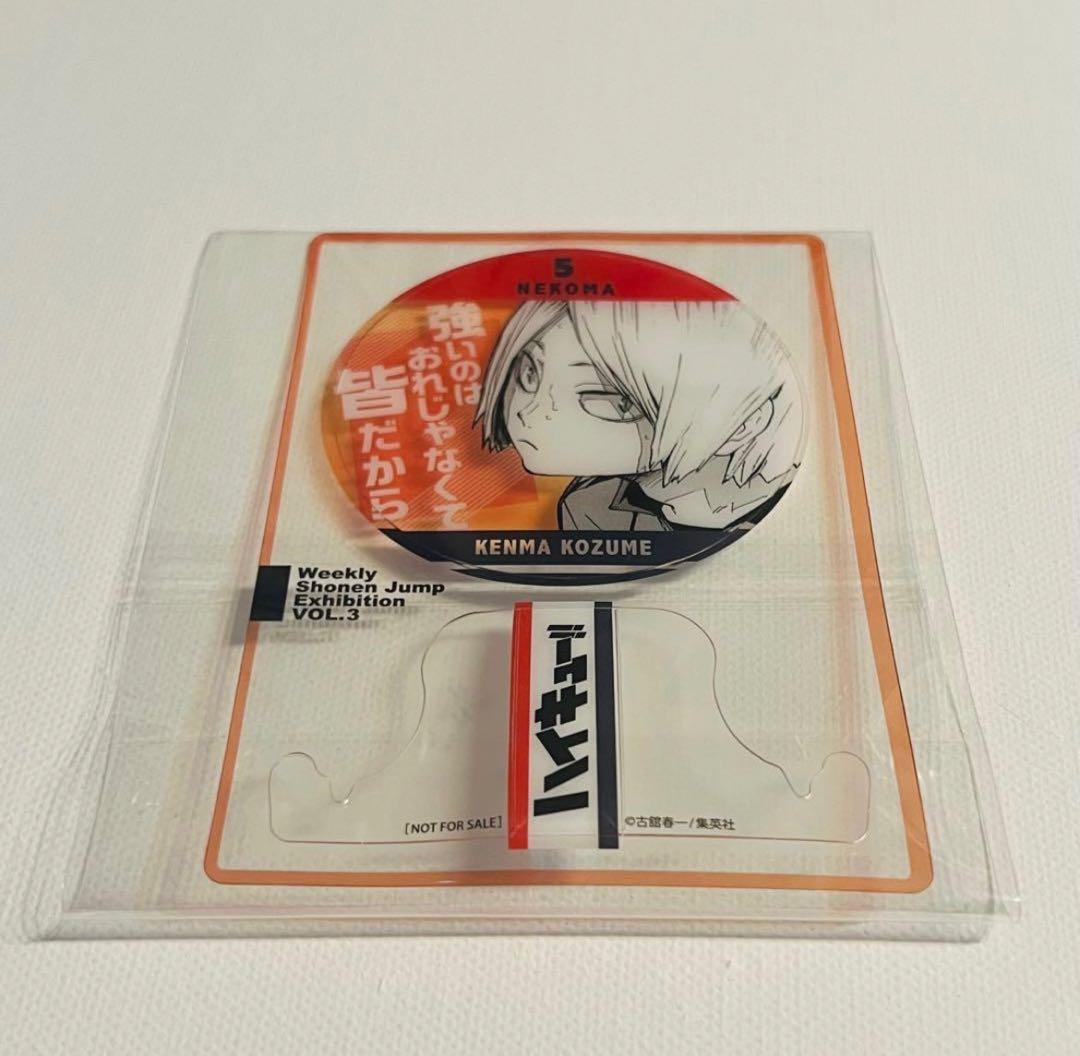 5
NEKOMA
強いのは
おれじゃなくて
皆だから
KENMA KOZUME
Weekly
Shonen Jump
Exhibition
VOL.3
ハイキュー!!
[NOT FOR SALE]
©古舘春一/集英社